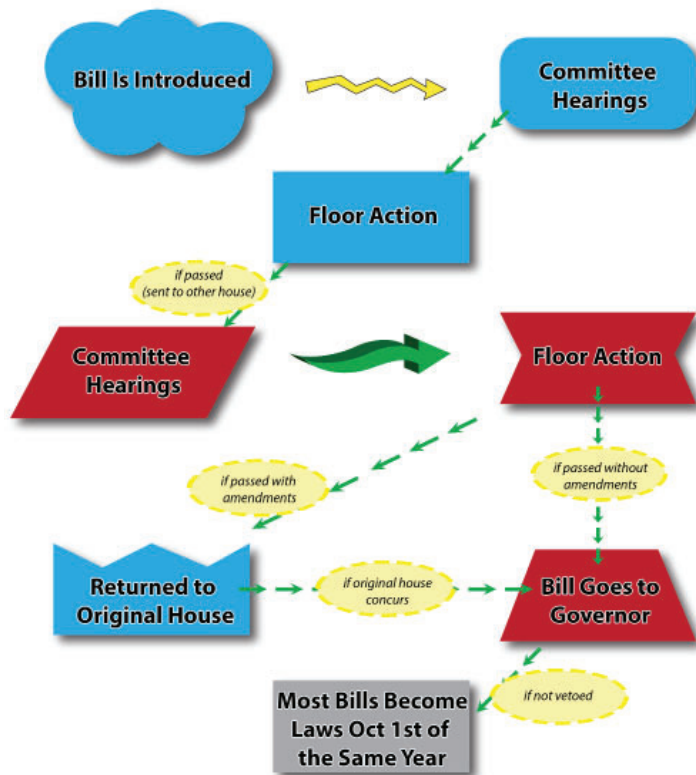 Bill Is Introduced
Committee
Hearings
Floor Action
if passed
(sent to other house)
Committee
Hearings
Floor Action
if passed with
amendments
if passed without
amendments
Returned to
Original House
if original house
concurs
Bill Goes to
Governor
Most Bills Become
Laws Oct 1st of
the Same Year
if not vetoed